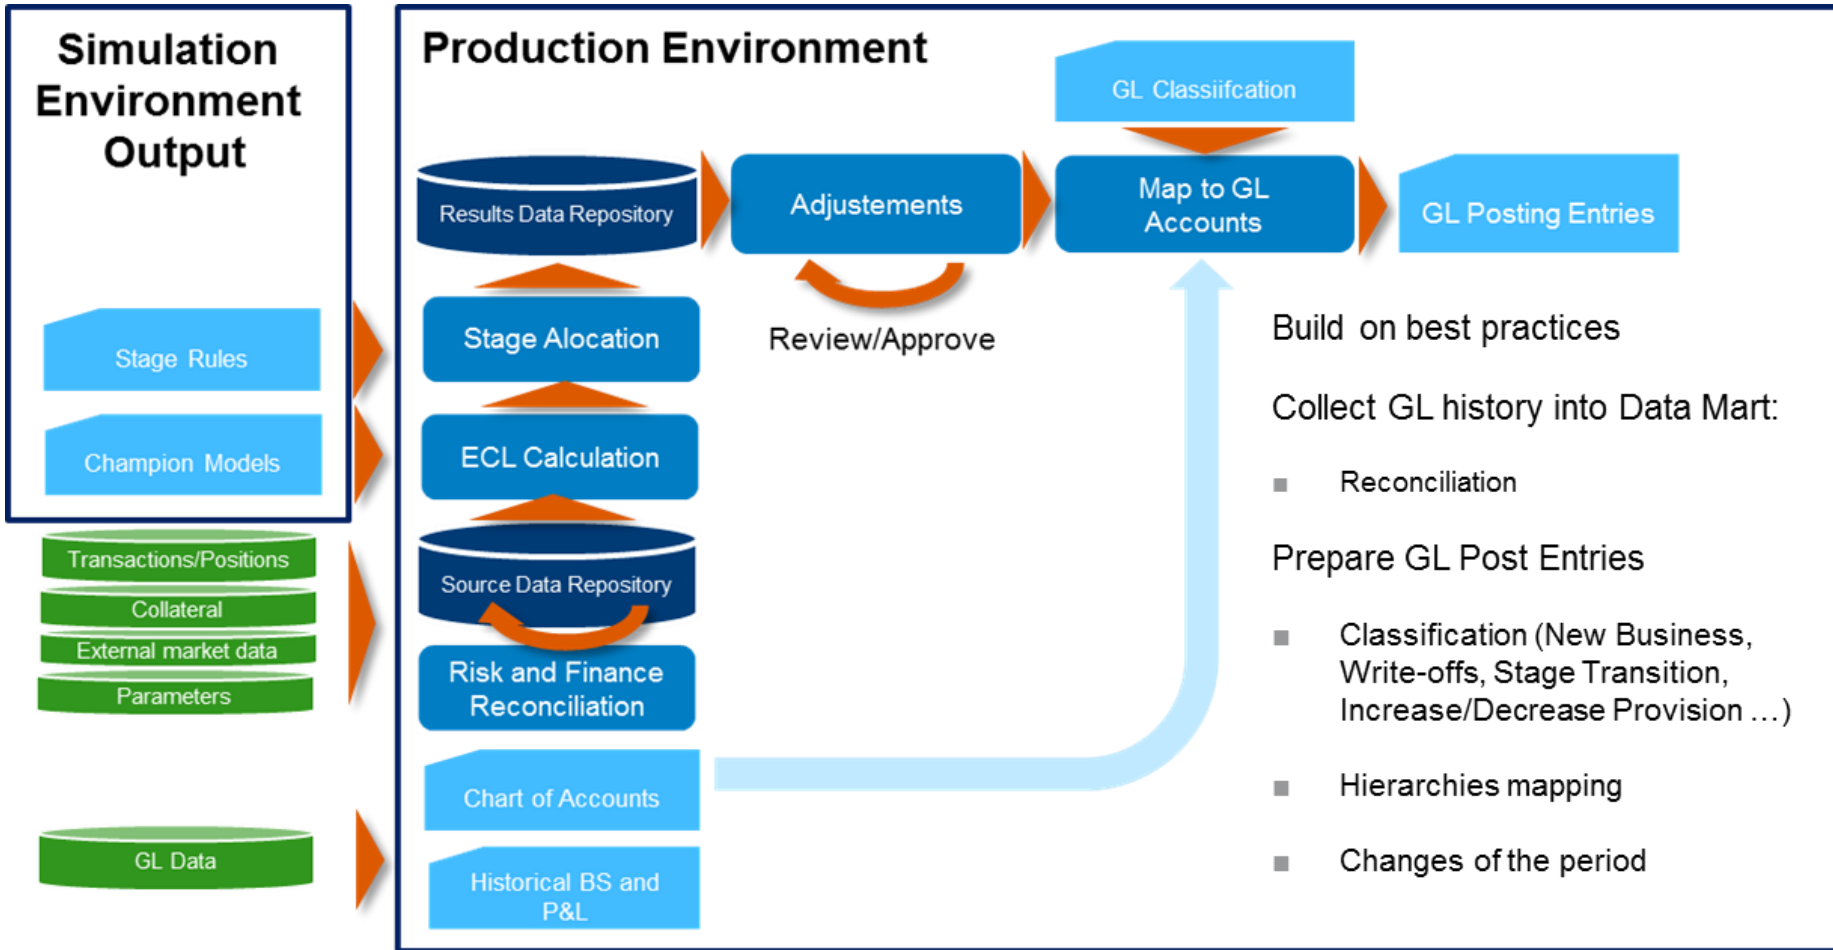 Simulation
Environment
Output
Stage Rules
Champion Models
Transactions/Positions
Collateral
External market data
Parameters
GL Data
Production Environment
GL Classiifcation
Results Data Repository
Adjustements
Map to GL
Accounts
GL Posting Entries
Review/Approve
Stage Alocation
ECL Calculation
Source Data Repository
Risk and Finance
Reconciliation
Chart of Accounts
Historical BS and
P&L
Build on best practices
Collect GL history into Data Mart:
■ Reconciliation
Prepare GL Post Entries
■ Classification (New Business,
Write-offs, Stage Transition,
Increase/Decrease Provision ...)
■ Hierarchies mapping
■ Changes of the period